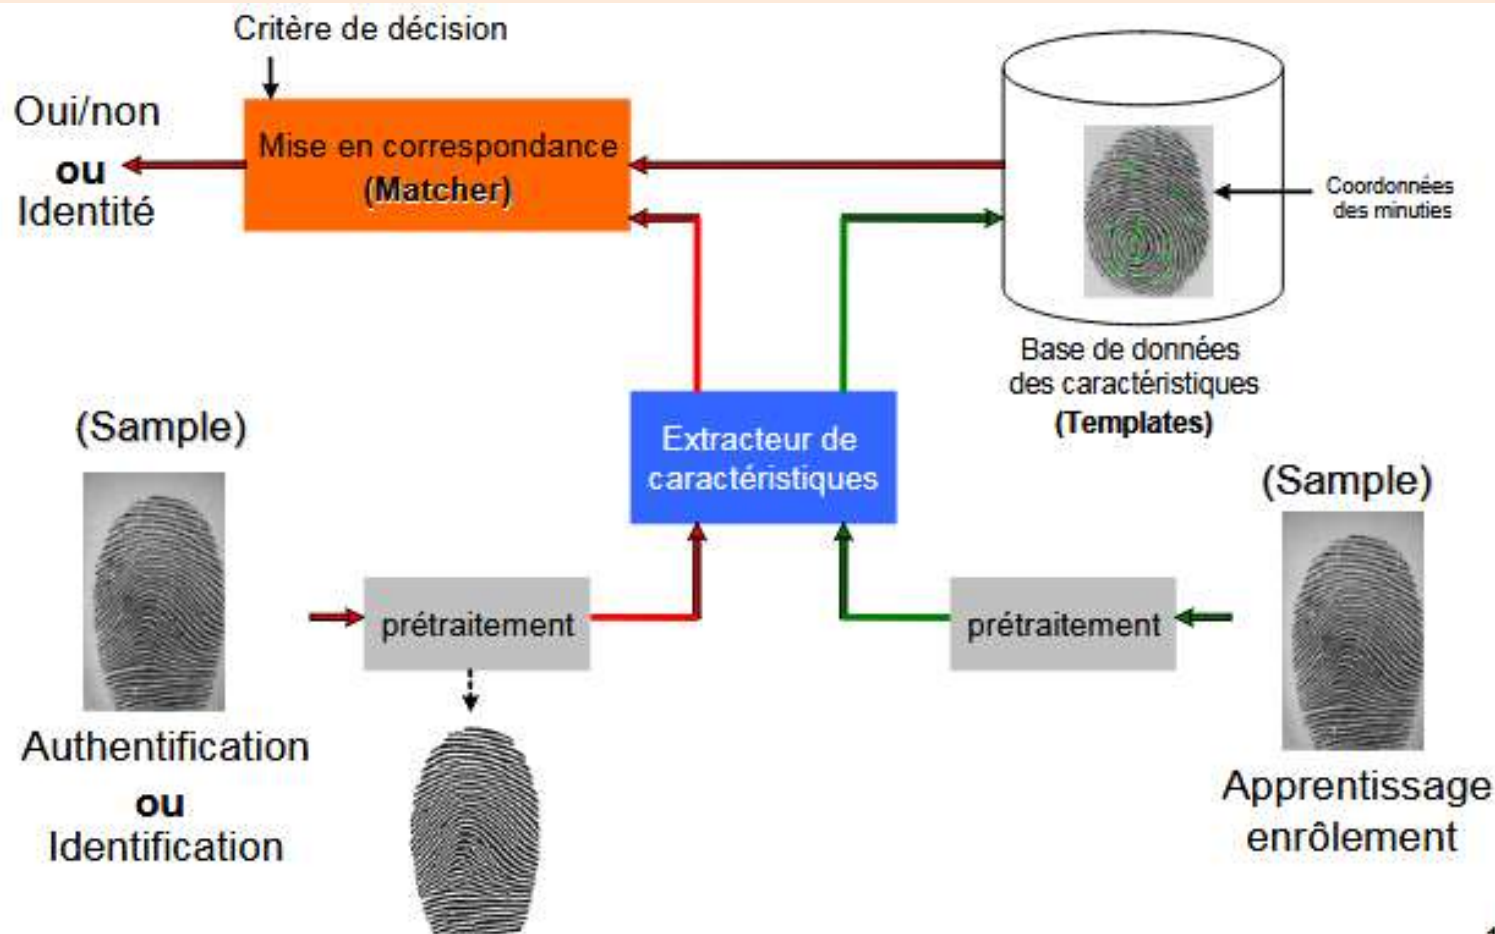 Critère de décision
Oui/non
ou
Identité
Mise en correspondance
(Matcher)
Coordonnées
des minuties
Base de données
des caractéristiques
(Templates)
(Sample)
Extracteur de
caractéristiques
(Sample)
prétraitement
prétraitement
Authentification
ou
Identification
Apprentissage
enrôlement